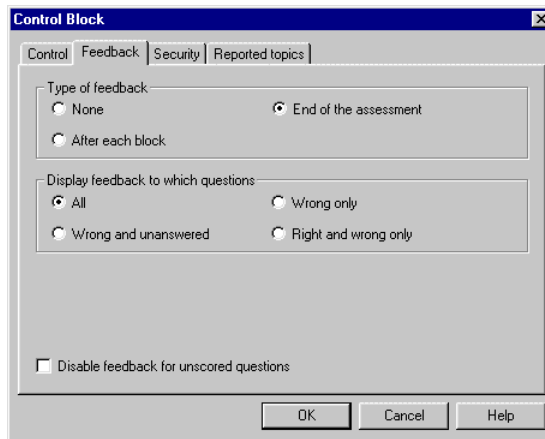 Control Block
Control Feedback Security Reported topics
Type of feedback
None End of the assessment
After each block
Display feedback to which questions
All Wrong only
Wrong and unanswered Right and wrong only
Disable feedback for unscored questions
OK Cancel Help